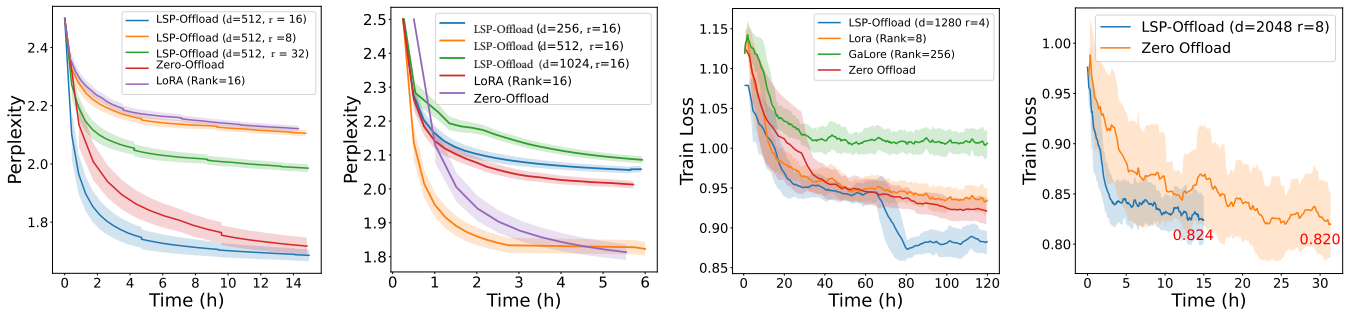 Perplexity
2.4
2.2
2.0
1.8
0 2 4 6 8 10 12 14
Time (h)
LSP-Offload (d=512, r = 16)
LSP-Offload (d=512, r=8)
LSP-Offload (d=512, r = 32)
Zero-Offload
LoRA (Rank=16)
Perplexity
2.5
2.4
2.3
2.2
2.1
2.0
1.9
1.8
0 1 2 3 4 5 6
Time (h)
LSP-Offload (d=256, r=16)
LSP-Offload (d=512, r=16)
LSP-Offload (d=1024, r=16)
LoRA (Rank=16)
Zero-Offload
Train Loss
1.15
1.10
1.05
1.00
0.95
0.90
0.85
0 20 40 60 80 100 120
Time (h)
LSP-Offload (d=1280 r=4)
Lora (Rank=8)
GaLore (Rank=256)
Zero Offload
Train Loss
1.00
0.95
0.90
0.85
0.80
0 5 10 15 20 25 30
Time (h)
LSP-Offload (d=2048 r=8)
Zero Offload
0.824
0.820